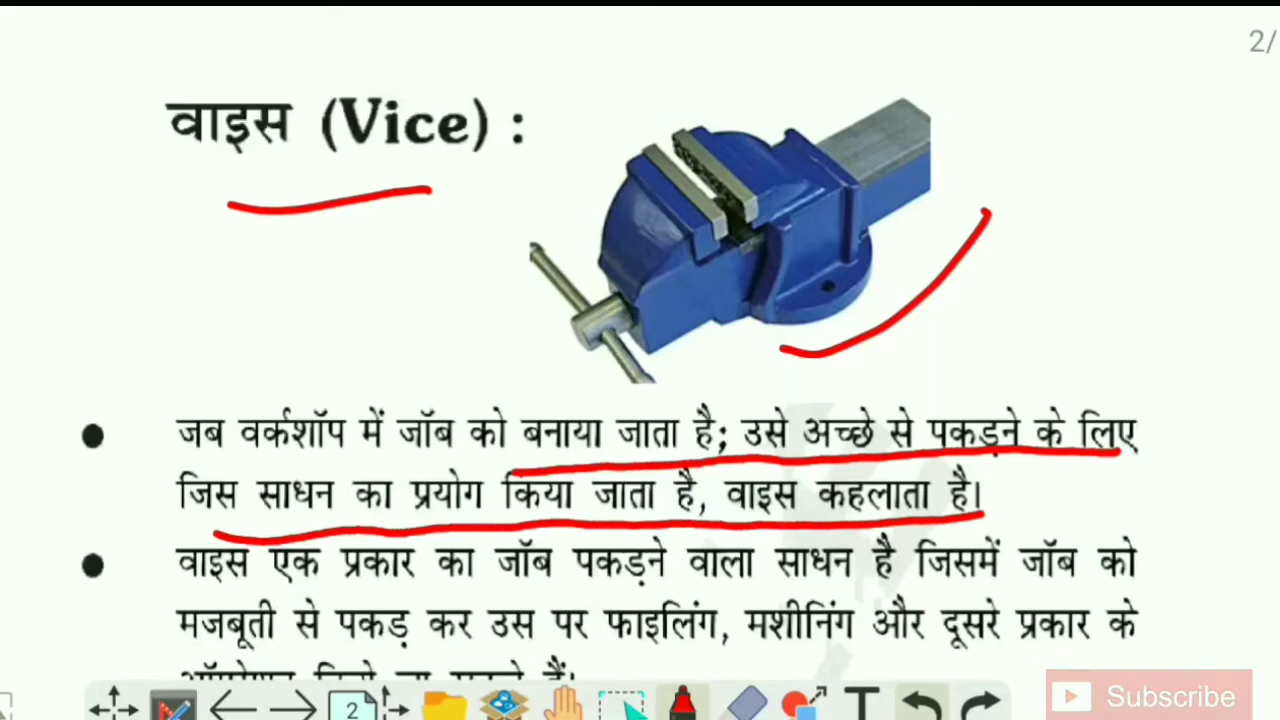 2/
वाइस (Vice) :
जब वर्कशॉप में जॉब को बनाया जाता है; उसे अच्छे से पकड़ने के लिए
जिस साधन का प्रयोग किया जाता है, वाइस कहलाता है।
वाइस एक प्रकार का जॉब पकड़ने वाला साधन है जिसमें जॉब को
मजबूती से पकड़ कर उस पर फाइलिंग, मशीनिंग और दूसरे प्रकार के
2
T
Subscribe